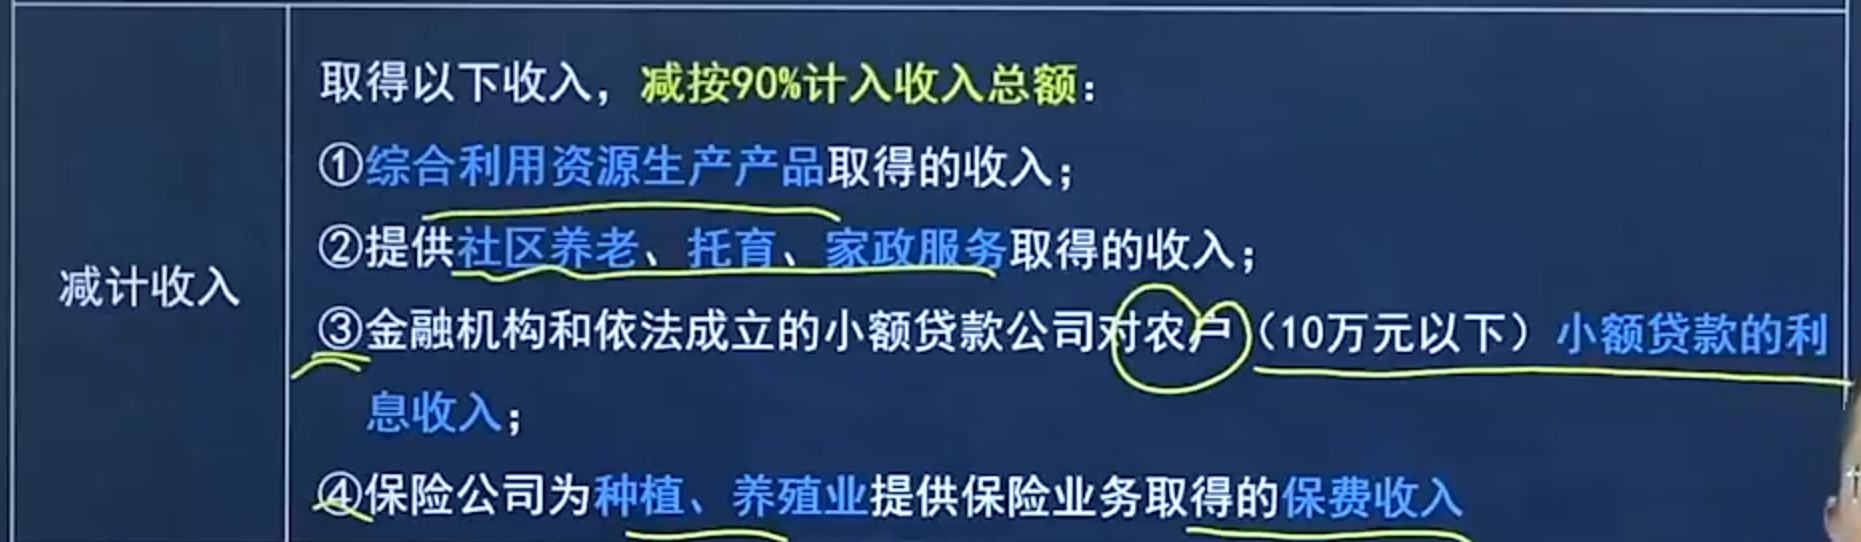 减计收入
取得以下收入，减按90%计入收入总额：
①综合利用资源生产产品取得的收入；
②提供社区养老、托育、家政服务取得的收入；
③金融机构和依法成立的小额贷款公司对农户（10万元以下）小额贷款的利
息收入；
④保险公司为种植、养殖业提供保险业务取得的保费收入